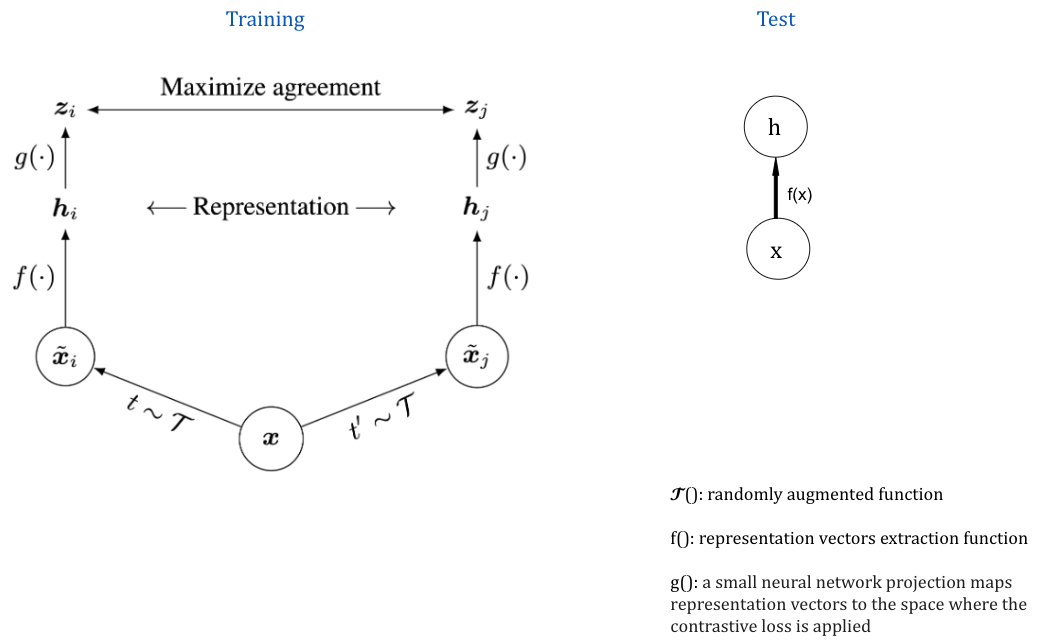 Training
Test
Maximize agreement
z_i
z_j
g(·)
g(·)
h_i
⟵ Representation ⟶
h_j
f(·)
f(·)
x̃_i
x̃_j
t ~ 𝒯
t' ~ 𝒯
x
h
f(x)
x
𝒯(): randomly augmented function
f(): representation vectors extraction function
g(): a small neural network projection maps
representation vectors to the space where the
contrastive loss is applied